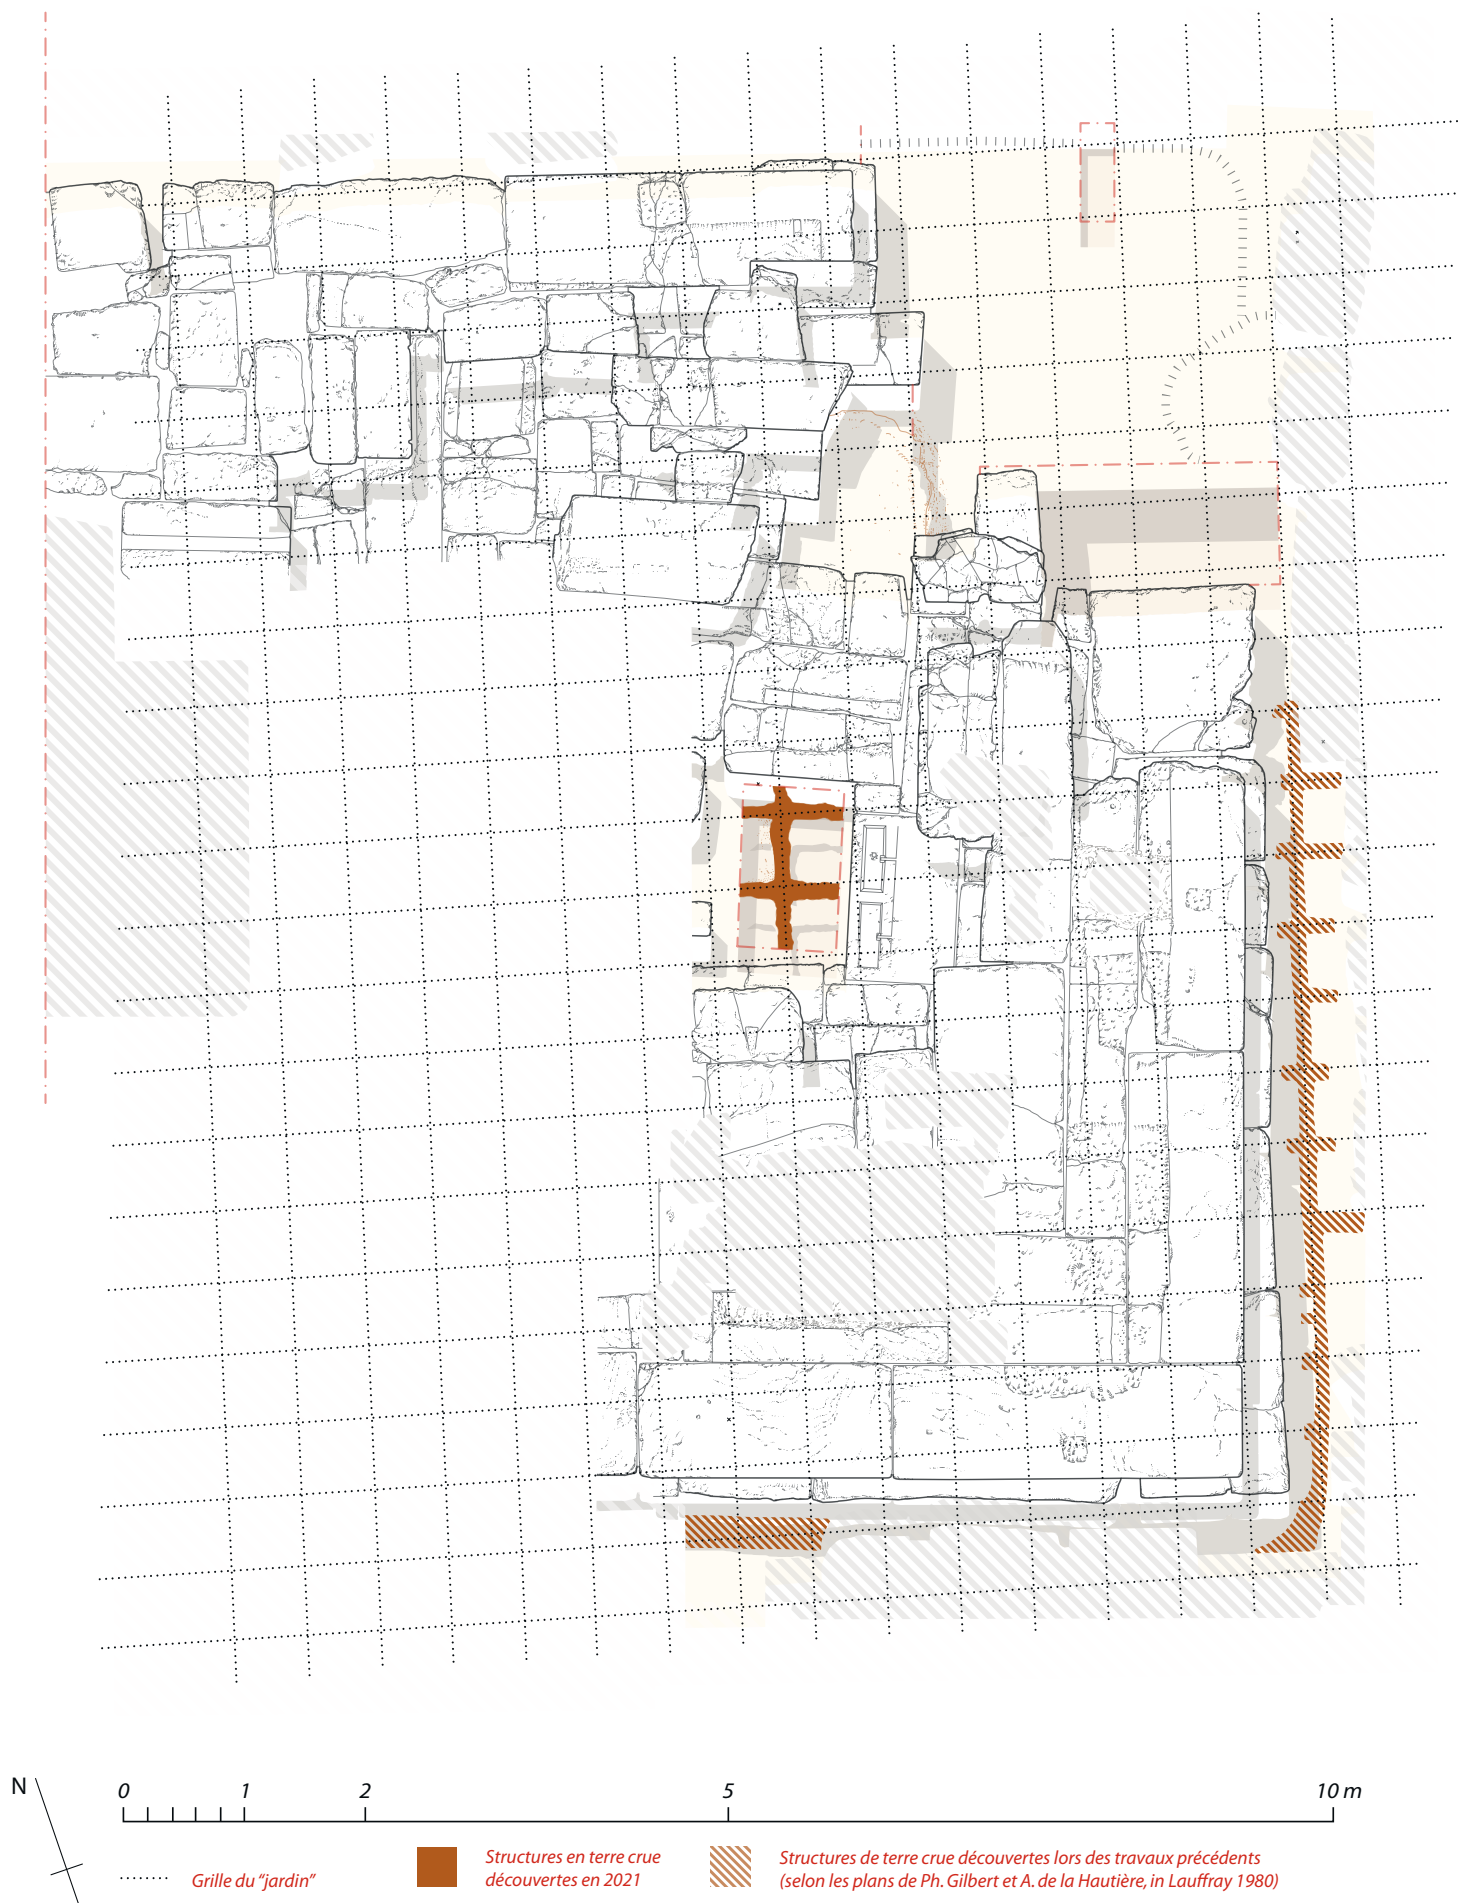 N
0 1 2 5 10 m
Grille du "jardin"
Structures en terre crue
découvertes en 2021
Structures de terre crue découvertes lors des travaux précédents
(selon les plans de Ph. Gilbert et A. de la Hautière, in Lauffray 1980)